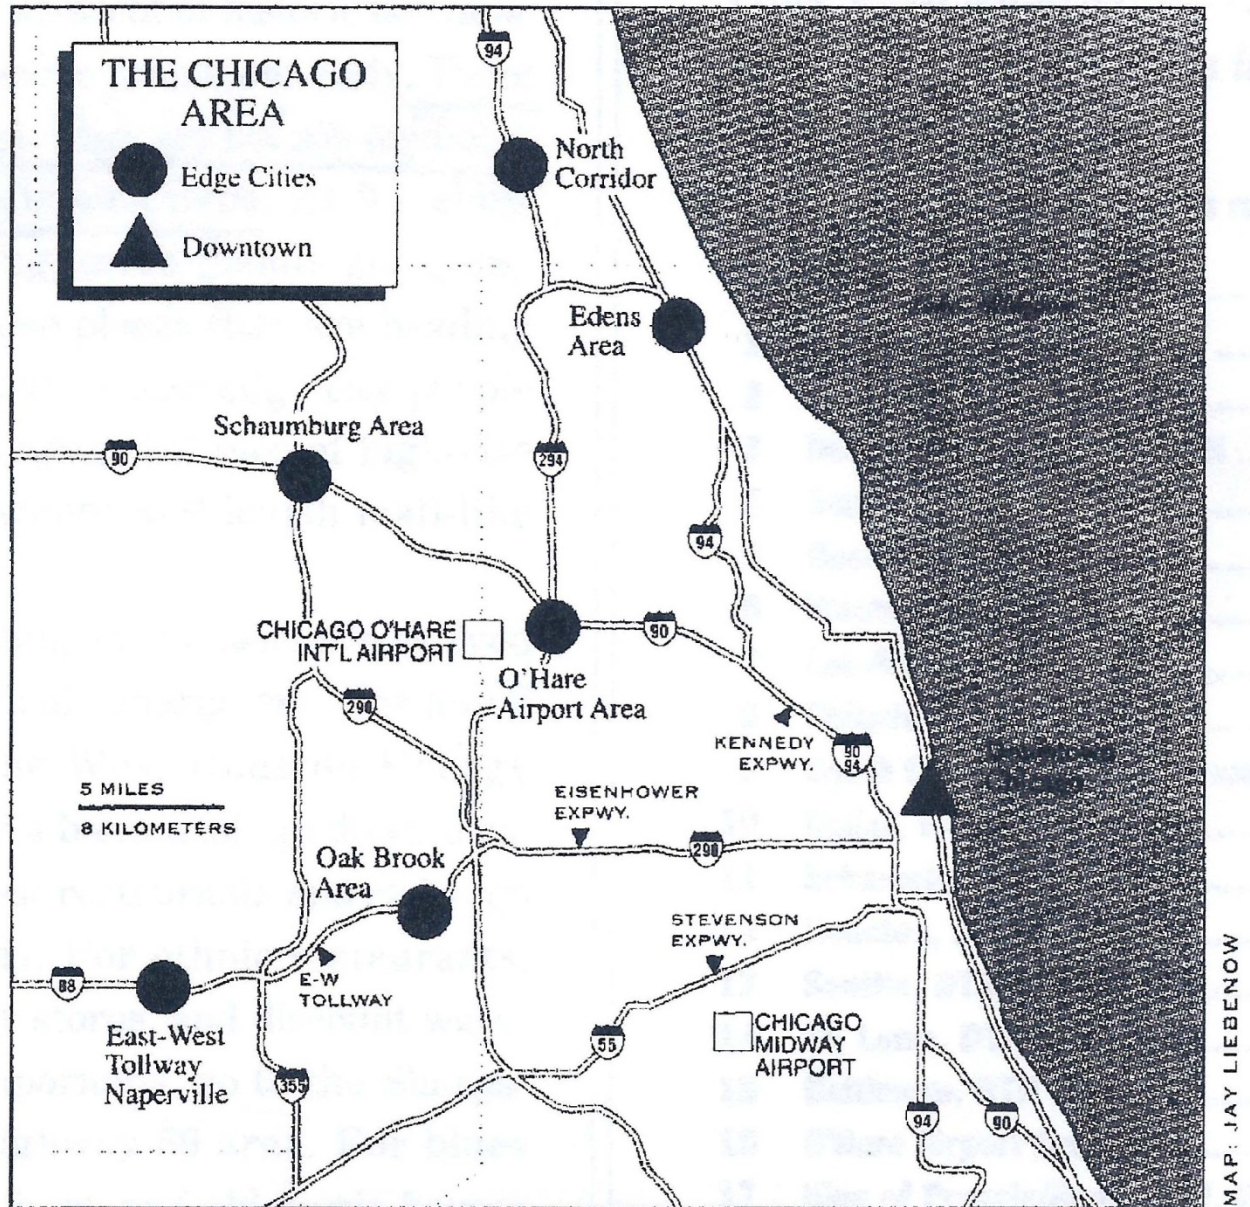 THE CHICAGO
AREA
Edge Cities
Downtown
94
North
Corridor
Edens
Area
Schaumburg Area
90
294
94
CHICAGO O'HARE
INT'L AIRPORT
90
O'Hare
Airport Area
290
KENNEDY
EXPWY.
90
94
Downtown
Chicago
5 MILES
8 KILOMETERS
EISENHOWER
EXPWY.
290
Oak Brook
Area
STEVENSON
EXPWY.
88
E-W
TOLLWAY
East-West
Tollway
Naperville
355
55
CHICAGO
MIDWAY
AIRPORT
94
90
MAP: JAY LIEBENOW